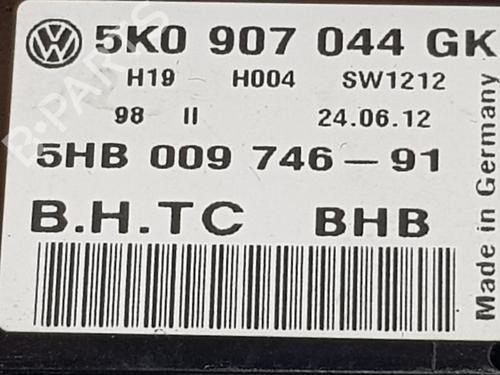 5K0 907 044 GK
H19 H004 SW1212
98 II 24.06.12
5HB 009 746-91
B.H.TC BHB
Made in Germany
B-PARTS